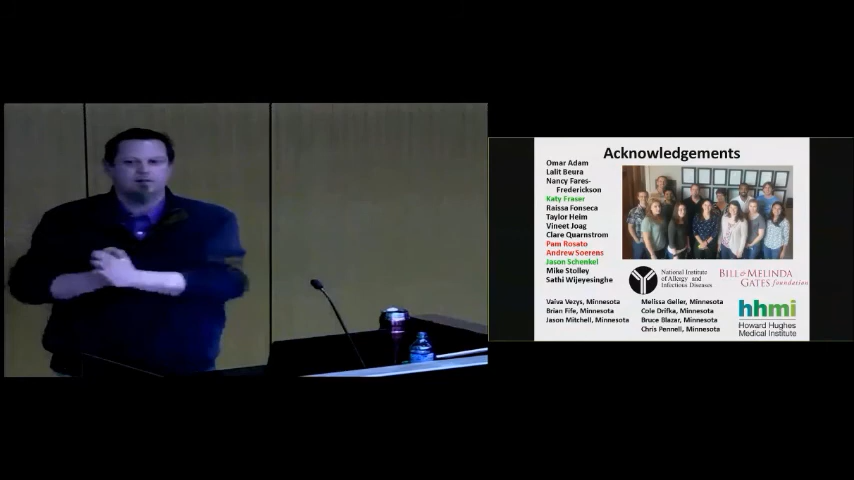 Acknowledgements
Omar Adam
Lalit Beura
Nancy Fares-
Frederickson
Katy Fraser
Raissa Fonseca
Taylor Heim
Vineet Joag
Clare Quarnstrom
Pam Rosato
Andrew Soerens
Jason Schenkel
Mike Stolley
Sathi Wijeyesinghe
National Institute
of Allergy and
Infectious Diseases
BILL & MELINDA
GATES foundation
Vaiva Vezys, Minnesota
Brian Fife, Minnesota
Jason Mitchell, Minnesota
Melissa Geller, Minnesota
Cole Drifka, Minnesota
Bruce Blazar, Minnesota
Chris Pennell, Minnesota
hhmi
Howard Hughes
Medical Institute